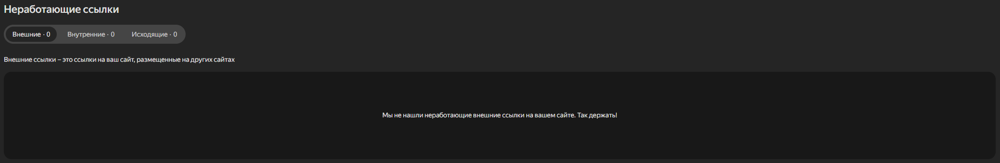 Неработающие ссылки
Внешние · 0 Внутренние · 0 Исходящие · 0
Внешние ссылки – это ссылки на ваш сайт, размещенные на других сайтах
Мы не нашли неработающие внешние ссылки на вашем сайте. Так держать!